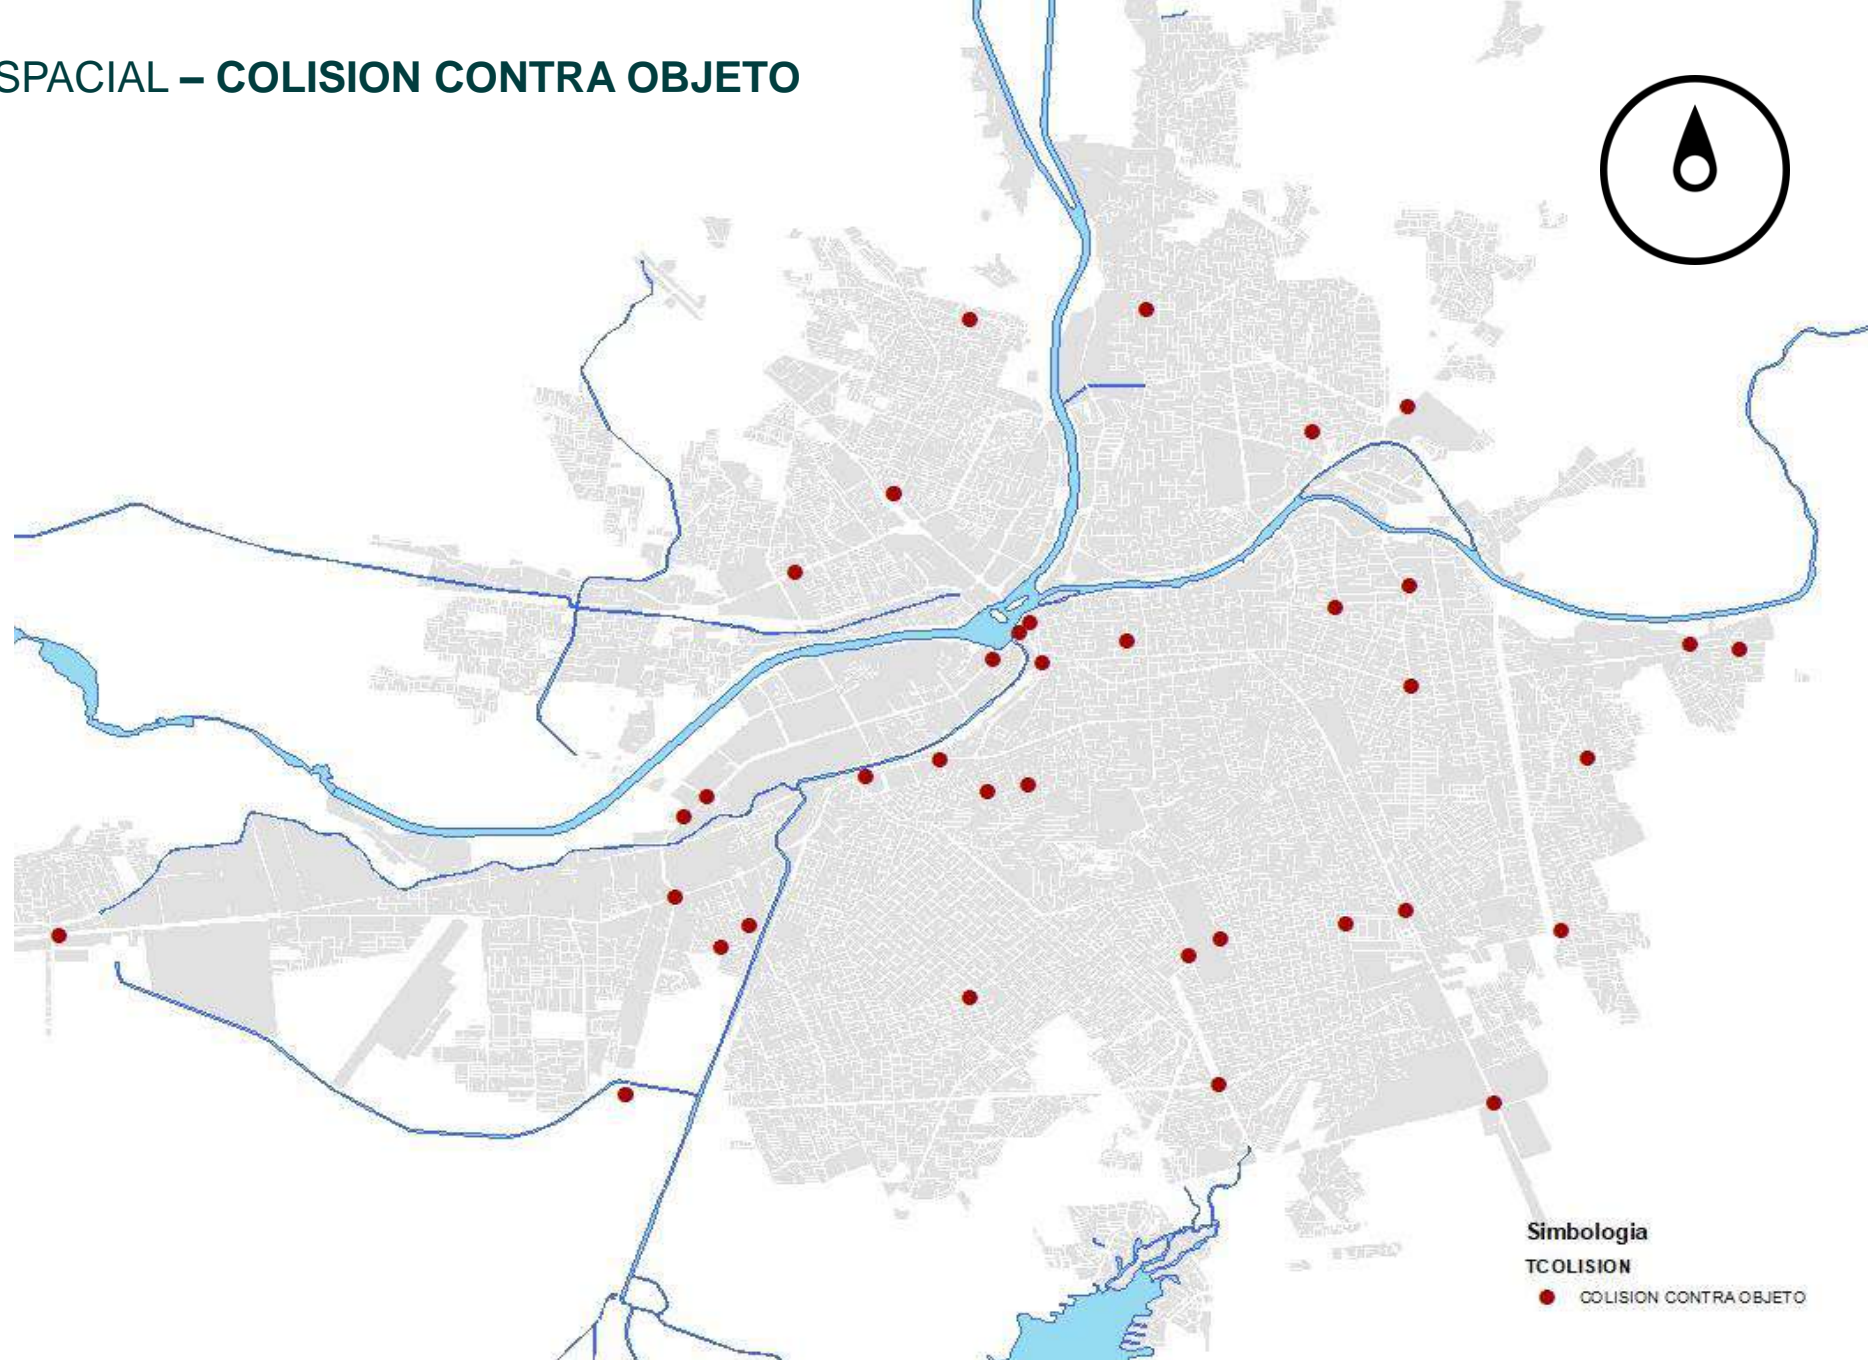 SPACIAL – COLISION CONTRA OBJETO
Simbologia
TCOLISION
COLISION CONTRA OBJETO